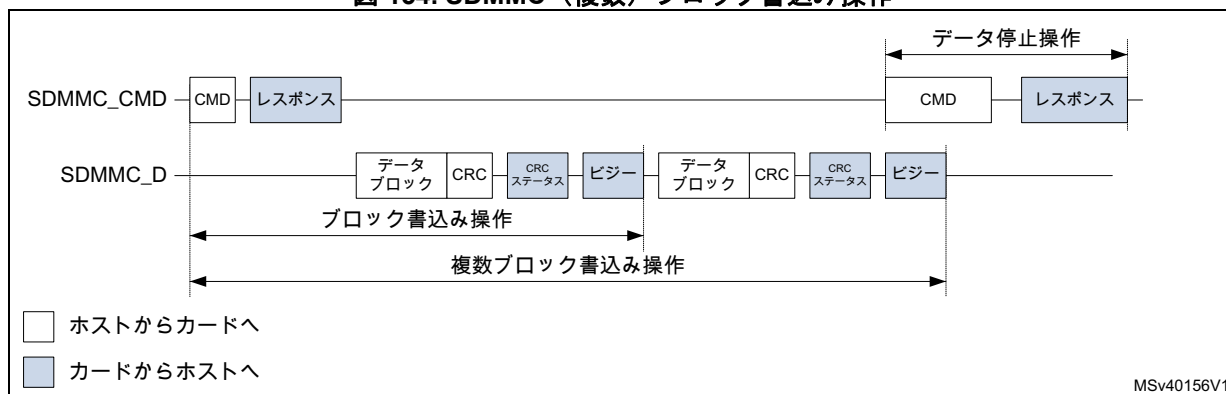 図 184. SDMMC（複数）ブロック書込み操作
データ停止操作
SDMMC_CMD CMD レスポンス CMD レスポンス
SDMMC_D データ ブロック CRC CRC ステータス ビジー データ ブロック CRC CRC ステータス ビジー
ブロック書込み操作
複数ブロック書込み操作
ホストからカードへ
カードからホストへ
MSv40156V1